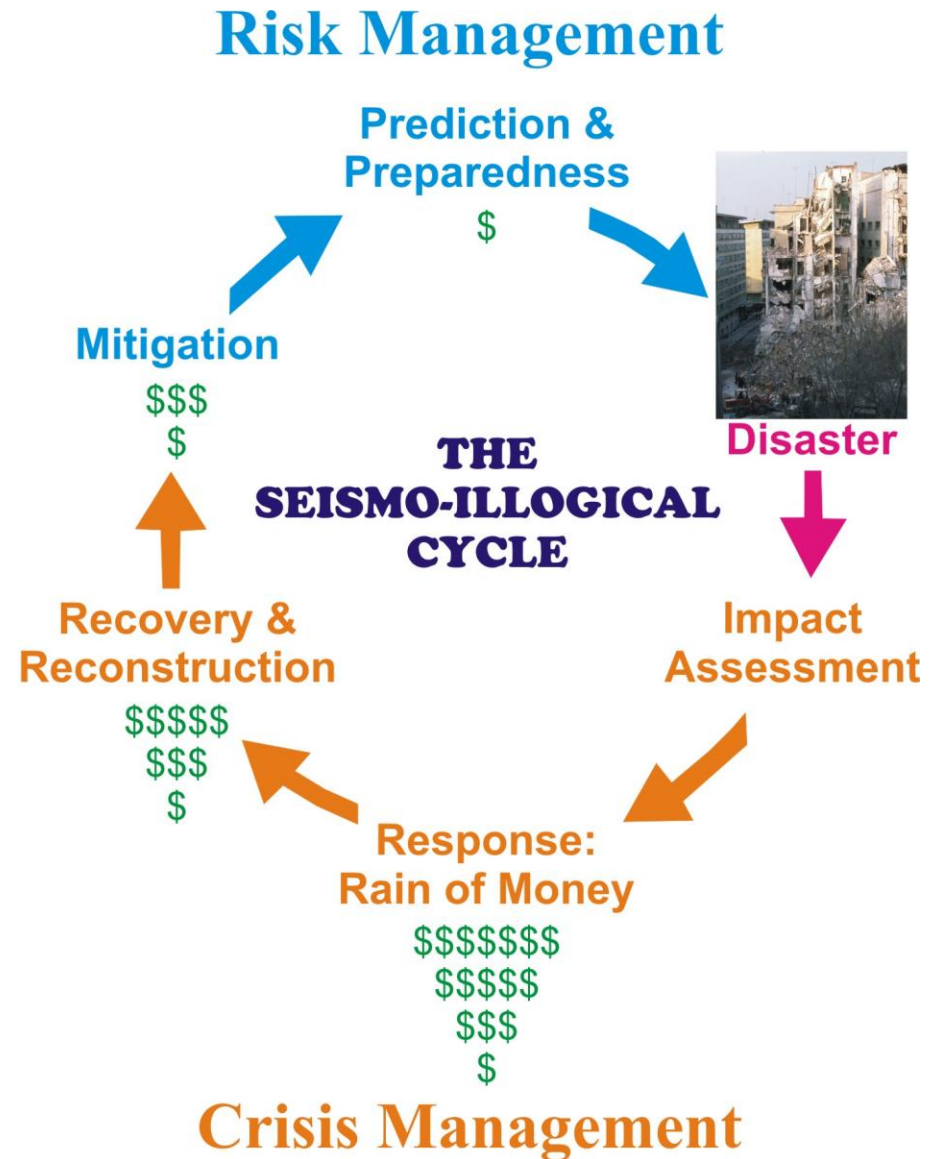 Risk Management
Prediction &
Preparedness
$
Mitigation
$$$
$
Disaster
THE
SEISMO-ILLOGICAL
CYCLE
Impact
Assessment
Recovery &
Reconstruction
$$$$$
$$$
$
Response:
Rain of Money
$$$$$$$
$$$$$
$$$
$
Crisis Management